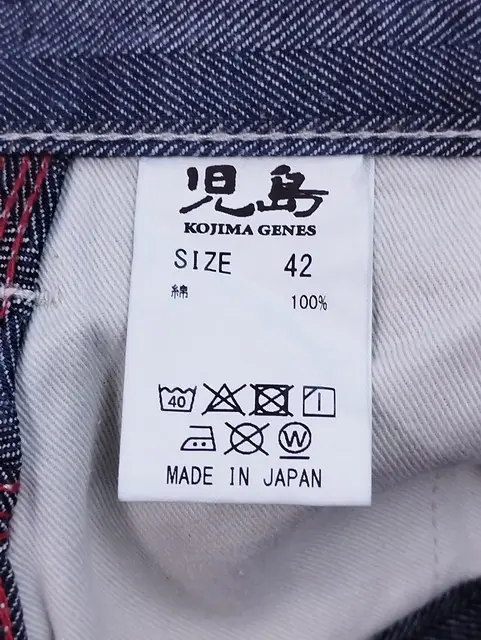 児島
KOJIMA GENES
SIZE 42
綿 100%
40
W
MADE IN JAPAN